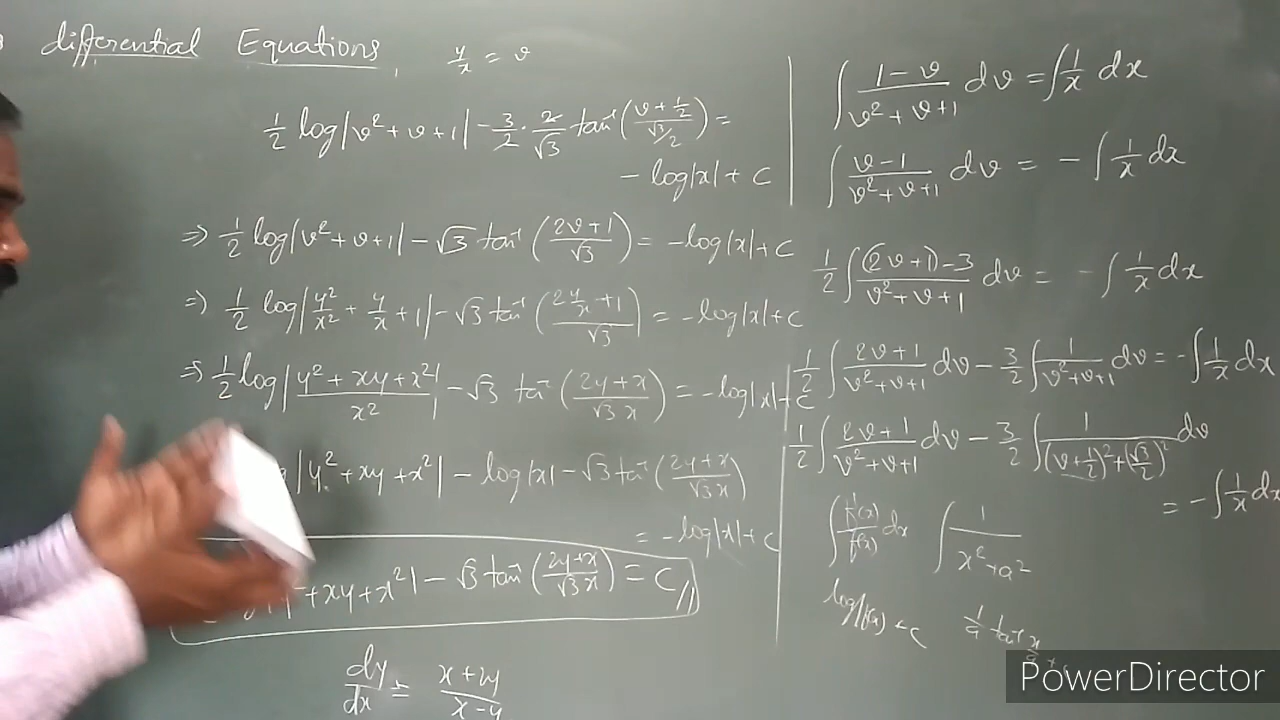 differential Equations, y/x = v
1/2 log|v² + v + 1| - 3/2 · 2/√3 tan⁻¹((v + 1/2)/(√3/2)) =
- log|x| + c
⇒ 1/2 log|v² + v + 1| - √3 tan⁻¹((2v + 1)/√3) = - log|x| + c
⇒ 1/2 log|y²/x² + y/x + 1| - √3 tan⁻¹((2y/x + 1)/√3) = - log|x| + c
⇒ 1/2 log|(y² + xy + x²)/x²| - √3 tan⁻¹((2y + x)/(√3 x)) = - log|x| + c
|y² + xy + x²| - log|x| - √3 tan⁻¹((2y + x)/(√3 x))
= - log|x| + c
+ xy + x²| - √3 tan⁻¹((2y + x)/(√3 x)) = c //
dy/dx = (x + 2y)/(x - y)
∫ (1 - v)/(v² + v + 1) dv = ∫ 1/x dx
∫ (v - 1)/(v² + v + 1) dv = - ∫ 1/x dx
1/2 ∫ ((2v + 1) - 3)/(v² + v + 1) dv = - ∫ 1/x dx
1/2 ∫ (2v + 1)/(v² + v + 1) dv - 3/2 ∫ 1/(v² + v + 1) dv = - ∫ 1/x dx
1/2 ∫ (2v + 1)/(v² + v + 1) dv - 3/2 ∫ 1/((v + 1/2)² + (√3/2)²) dv
= - ∫ 1/x dx
∫ f'(x)/f(x) dx ∫ 1/(x² + a²)
log|f(x)| + c 1/a tan⁻¹ x/a +
PowerDirector